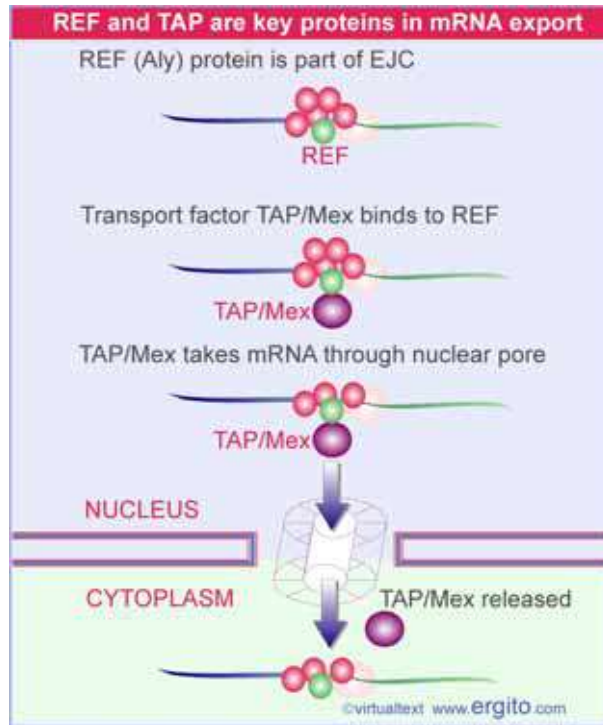 REF and TAP are key proteins in mRNA export
REF (Aly) protein is part of EJC
REF
Transport factor TAP/Mex binds to REF
TAP/Mex
TAP/Mex takes mRNA through nuclear pore
TAP/Mex
NUCLEUS
CYTOPLASM
TAP/Mex released
©virtualtext www.ergito.com